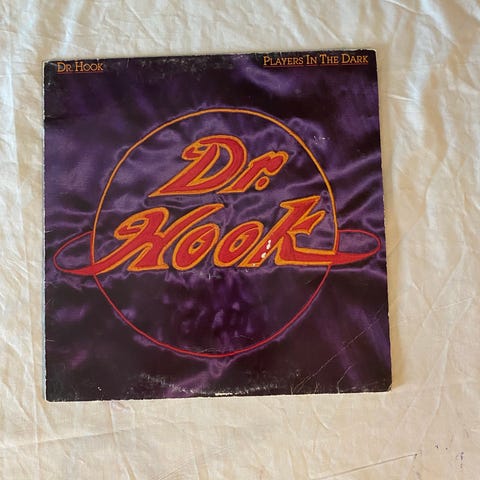 Dr. Hook
Players In The Dark
Dr.
Hook